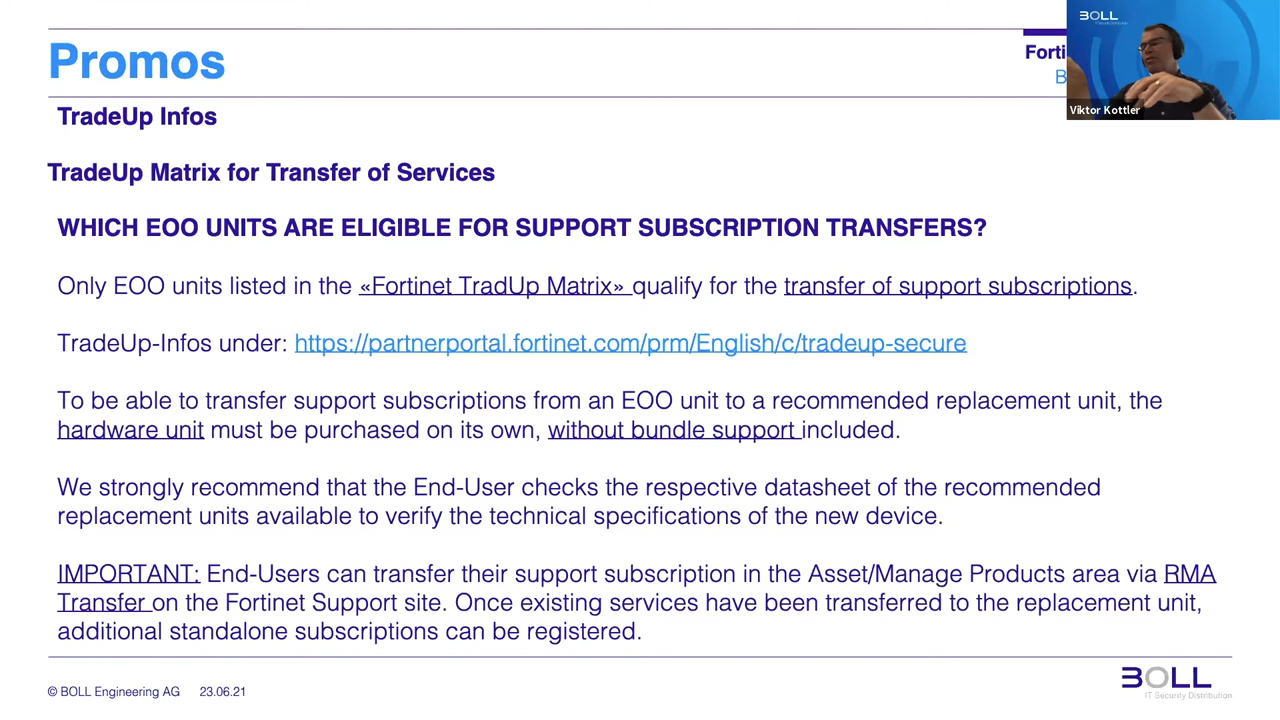 Promos
Forti
B
BOLL
Viktor Kottler
TradeUp Infos
TradeUp Matrix for Transfer of Services
WHICH EOO UNITS ARE ELIGIBLE FOR SUPPORT SUBSCRIPTION TRANSFERS?
Only EOO units listed in the «Fortinet TradUp Matrix» qualify for the transfer of support subscriptions.
TradeUp-Infos under: https://partnerportal.fortinet.com/prm/English/c/tradeup-secure
To be able to transfer support subscriptions from an EOO unit to a recommended replacement unit, the
hardware unit must be purchased on its own, without bundle support included.
We strongly recommend that the End-User checks the respective datasheet of the recommended
replacement units available to verify the technical specifications of the new device.
IMPORTANT: End-Users can transfer their support subscription in the Asset/Manage Products area via RMA
Transfer on the Fortinet Support site. Once existing services have been transferred to the replacement unit,
additional standalone subscriptions can be registered.
© BOLL Engineering AG 23.06.21
BOLL
IT Security Distribution